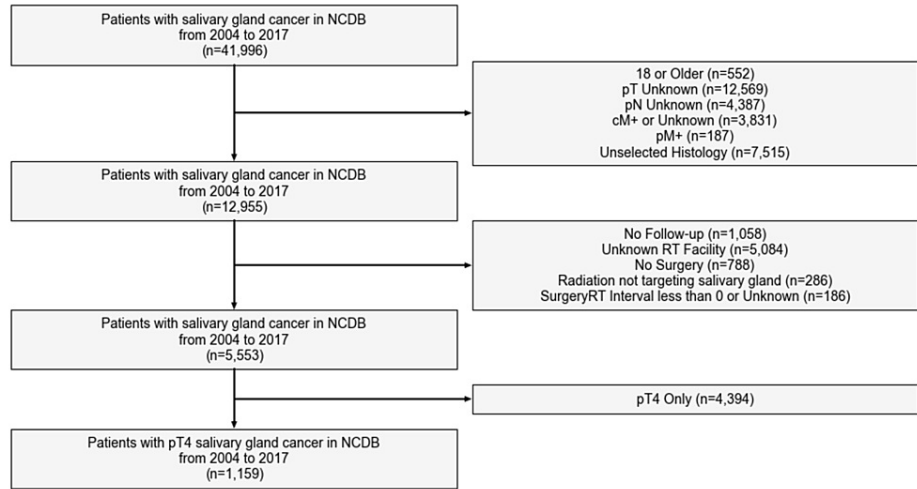 Patients with salivary gland cancer in NCDB
from 2004 to 2017
(n=41,996)
18 or Older (n=552)
pT Unknown (n=12,569)
pN Unknown (n=4,387)
cM+ or Unknown (n=3,831)
pM+ (n=187)
Unselected Histology (n=7,515)
Patients with salivary gland cancer in NCDB
from 2004 to 2017
(n=12,955)
No Follow-up (n=1,058)
Unknown RT Facility (n=5,084)
No Surgery (n=788)
Radiation not targeting salivary gland (n=286)
SurgeryRT Interval less than 0 or Unknown (n=186)
Patients with salivary gland cancer in NCDB
from 2004 to 2017
(n=5,553)
pT4 Only (n=4,394)
Patients with pT4 salivary gland cancer in NCDB
from 2004 to 2017
(n=1,159)